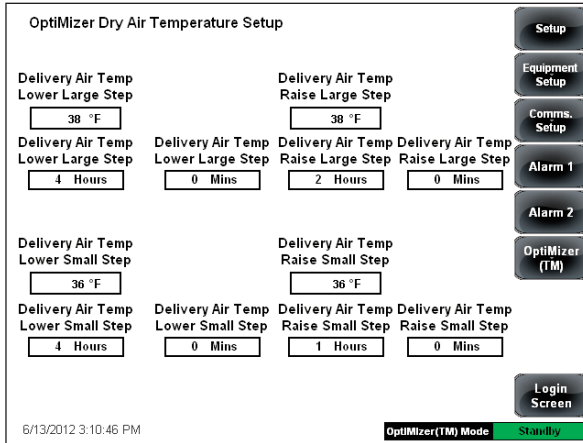 OptiMizer Dry Air Temperature Setup
Setup
Equipment
Setup
Comms.
Setup
Alarm 1
Alarm 2
OptiMizer
(TM)
Login
Screen
Delivery Air Temp
Lower Large Step
38 °F
Delivery Air Temp
Raise Large Step
38 °F
Delivery Air Temp
Lower Large Step
4 Hours
Delivery Air Temp
Lower Large Step
0 Mins
Delivery Air Temp
Raise Large Step
2 Hours
Delivery Air Temp
Raise Large Step
0 Mins
Delivery Air Temp
Lower Small Step
36 °F
Delivery Air Temp
Raise Small Step
36 °F
Delivery Air Temp
Lower Small Step
4 Hours
Delivery Air Temp
Lower Small Step
0 Mins
Delivery Air Temp
Raise Small Step
1 Hours
Delivery Air Temp
Raise Small Step
0 Mins
6/13/2012 3:10:46 PM
OptiMizer(TM) Mode
Standby